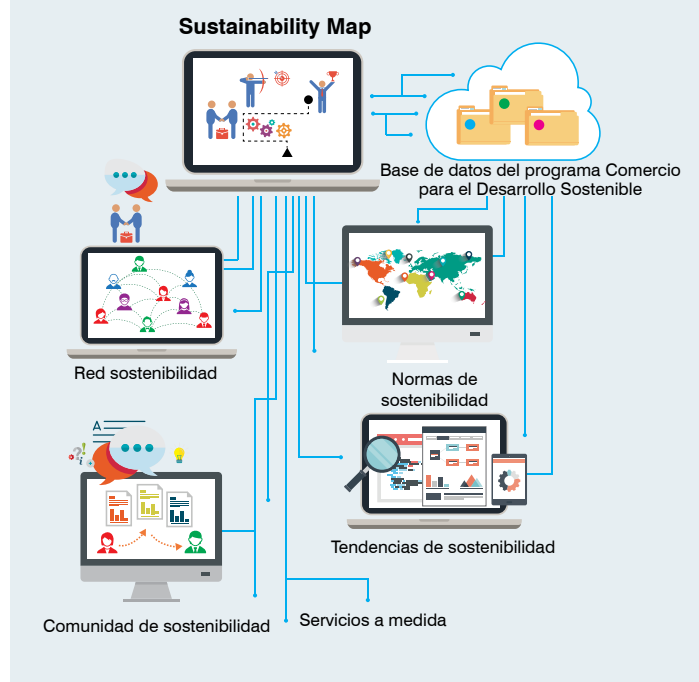 Sustainability Map
Base de datos del programa Comercio
para el Desarrollo Sostenible
Red sostenibilidad
Normas de
sostenibilidad
A
?!
i
Tendencias de sostenibilidad
Comunidad de sostenibilidad
Servicios a medida